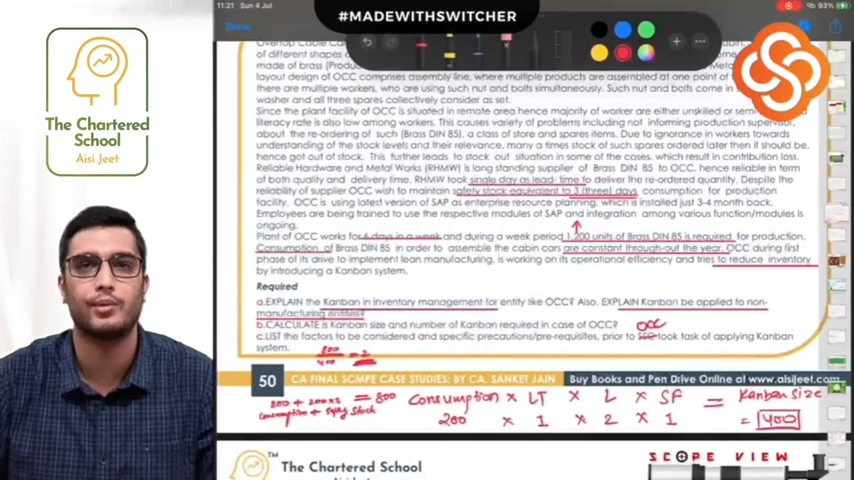 11:21 Sun 4 Jul
93%
#MADEWITHSWITCHER
Done
The Chartered
School
Aisi Jeet
of different shapes
made of brass
layout design of OCC comprises assembly line, where multiple products are assembled at one point of
there are multiple workers, who are using such nut and bolts simultaneously. Such nut and bolts come in
washer and all three spares collectively consider as set.
Since the plant facility of OCC is situated in remote area hence majority of worker are either unskilled or
literacy rate is also low among workers. This causes variety of problems including not informing production supervisor,
about the re-ordering of such (Brass DIN 85), a class of store and spares items. Due to ignorance in workers towards
understanding of the stock levels and their relevance, many a times stock of such spares ordered later then it should be,
hence got out of stock. This further leads to stock out situation in some of the cases, which result in contribution loss.
Reliable Hardware and Metal Works (RHMW) is long standing supplier of Brass DIN 85 to OCC, hence reliable in term
of both quality and delivery time. RHMW took single day as lead- time to deliver the re-ordered quantity. Despite the
reliability of supplier OCC wish to maintain safety stock equivalent to 3 (three) days consumption for production
facility. OCC is using latest version of SAP as enterprise resource planning, which is installed just 3-4 month back.
Employees are being trained to use the respective modules of SAP and integration among various function/modules is
ongoing.
Plant of OCC works for 6 days in a week and during a week period 1,200 units of Brass DIN 85 is required for production.
Consumption of Brass DIN 85 in order to assemble the cabin cars are constant through-out the year. OCC during first
phase of its drive to implement lean manufacturing, is working on its operational efficiency and tries to reduce inventory
by introducing a Kanban system.
Required
a.EXPLAIN the Kanban in inventory management for entity like OCC? Also, EXPLAIN Kanban be applied to non-
manufacturing entities?
b.CALCULATE is Kanban size and number of Kanban required in case of OCC?
OCC
c.LIST the factors to be considered and specific precautions/pre-requisites, prior to SSC took task of applying Kanban
system.
800
400
= 2
50 CA FINAL SCMPE CASE STUDIES: BY CA. SANKET JAIN Buy Books and Pen Drive Online at www.aisijeet.com
200 + 200x3 = 800
Consumption + Safety Stock
Consumption x LT x L x SF = Kanban size
200 x 1 x 2 x 1 = 400
The Chartered
School
SCOPE VIEW